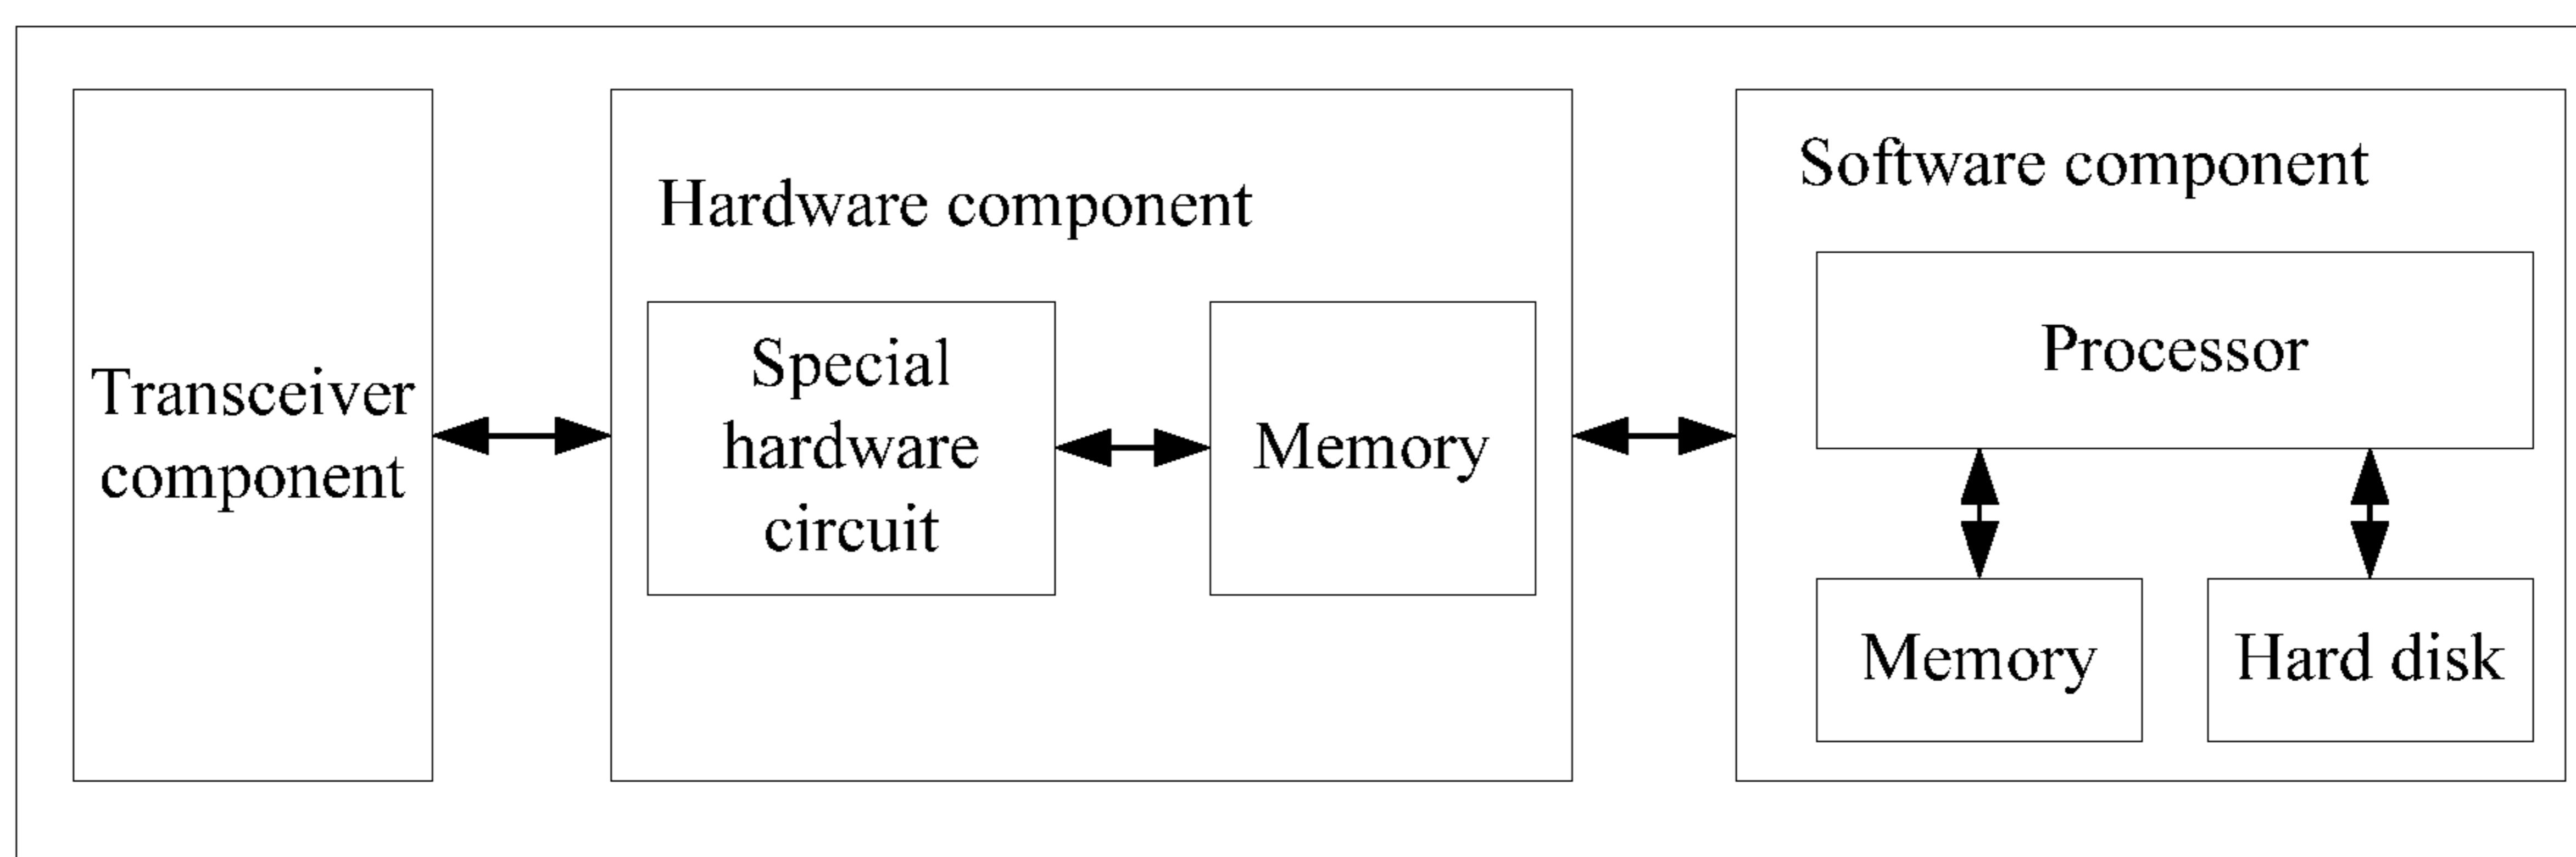 Transceiver
component
Hardware component
Special
hardware
circuit
Memory
Software component
Processor
Memory
Hard disk